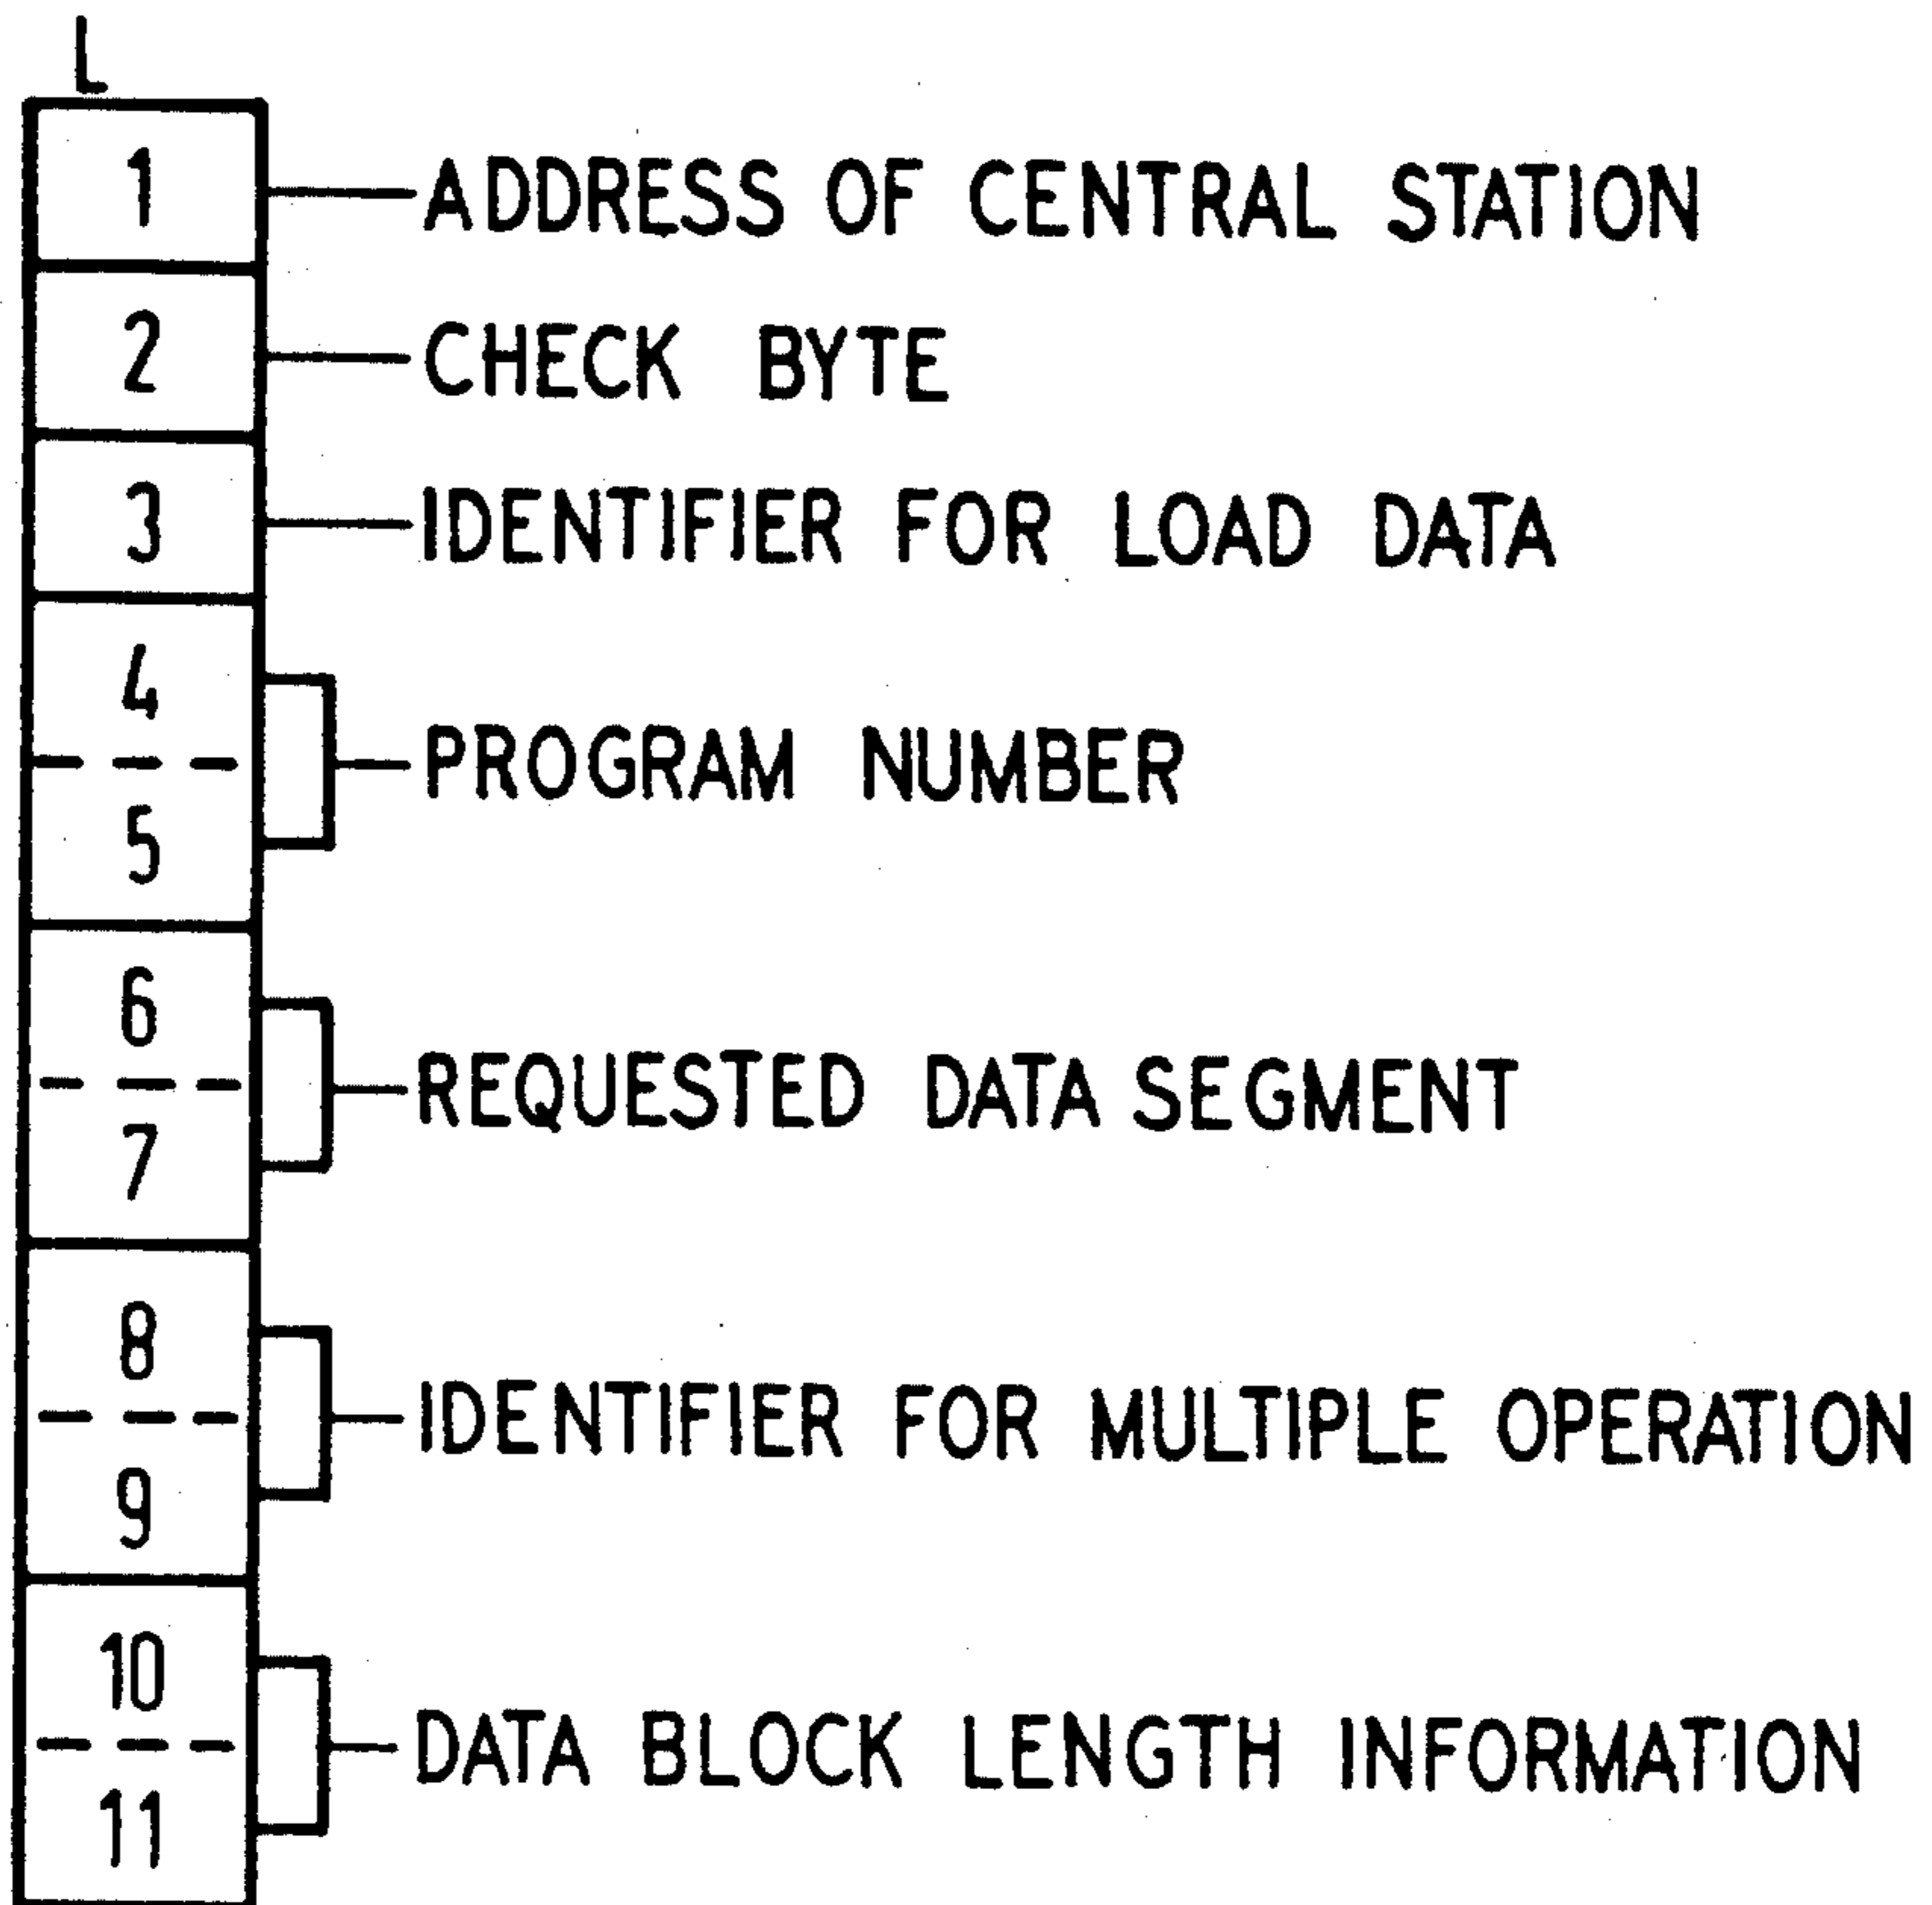 L
1 ADDRESS OF CENTRAL STATION
2 CHECK BYTE
3 IDENTIFIER FOR LOAD DATA
4
PROGRAM NUMBER
5
6
REQUESTED DATA SEGMENT
7
8
IDENTIFIER FOR MULTIPLE OPERATION
9
10
DATA BLOCK LENGTH INFORMATION
11